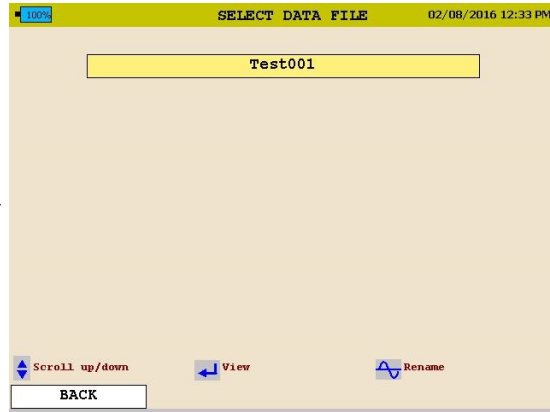 100% SELECT DATA FILE 02/08/2016 12:33 PM
Test001
Scroll up/down View Rename
BACK